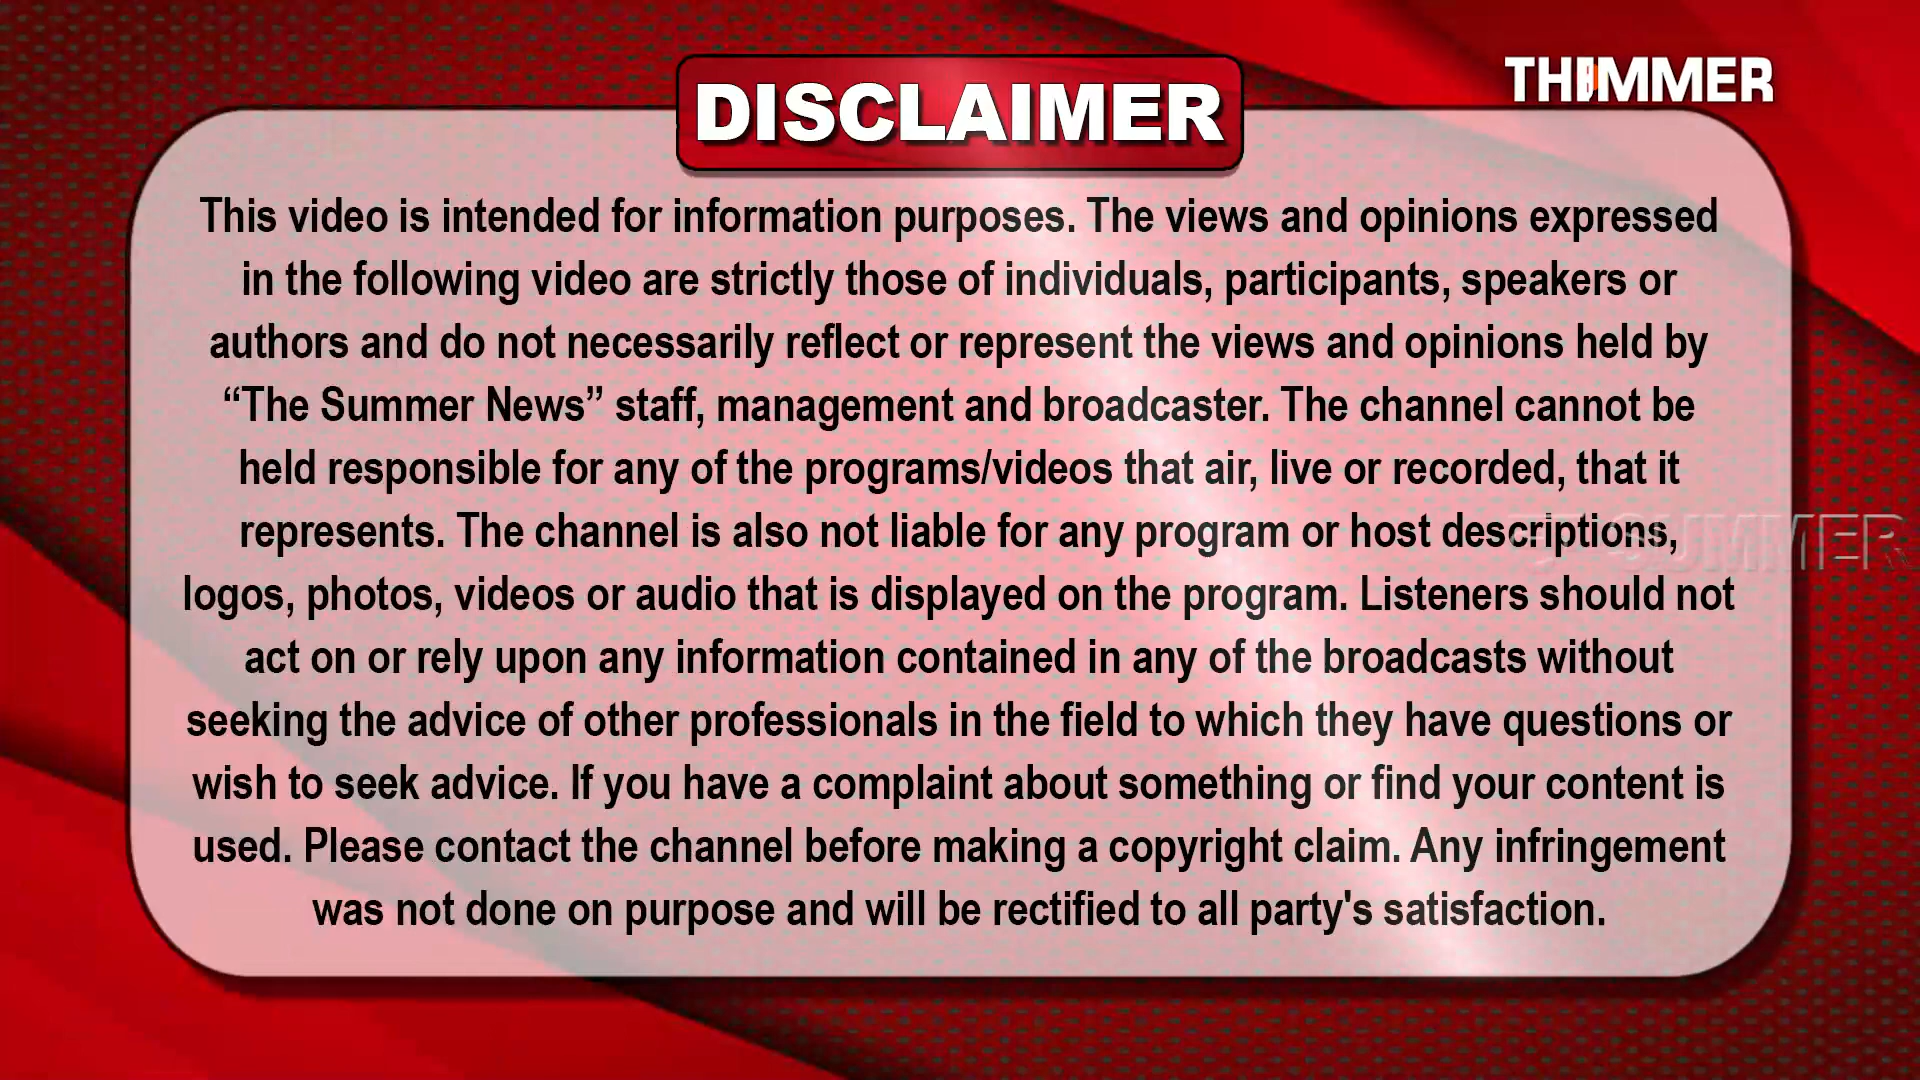 DISCLAIMER
This video is intended for information purposes. The views and opinions expressed
in the following video are strictly those of individuals, participants, speakers or
authors and do not necessarily reflect or represent the views and opinions held by
“The Summer News” staff, management and broadcaster. The channel cannot be
held responsible for any of the programs/videos that air, live or recorded, that it
represents. The channel is also not liable for any program or host descriptions,
logos, photos, videos or audio that is displayed on the program. Listeners should not
act on or rely upon any information contained in any of the broadcasts without
seeking the advice of other professionals in the field to which they have questions or
wish to seek advice. If you have a complaint about something or find your content is
used. Please contact the channel before making a copyright claim. Any infringement
was not done on purpose and will be rectified to all party's satisfaction.
SUMMER